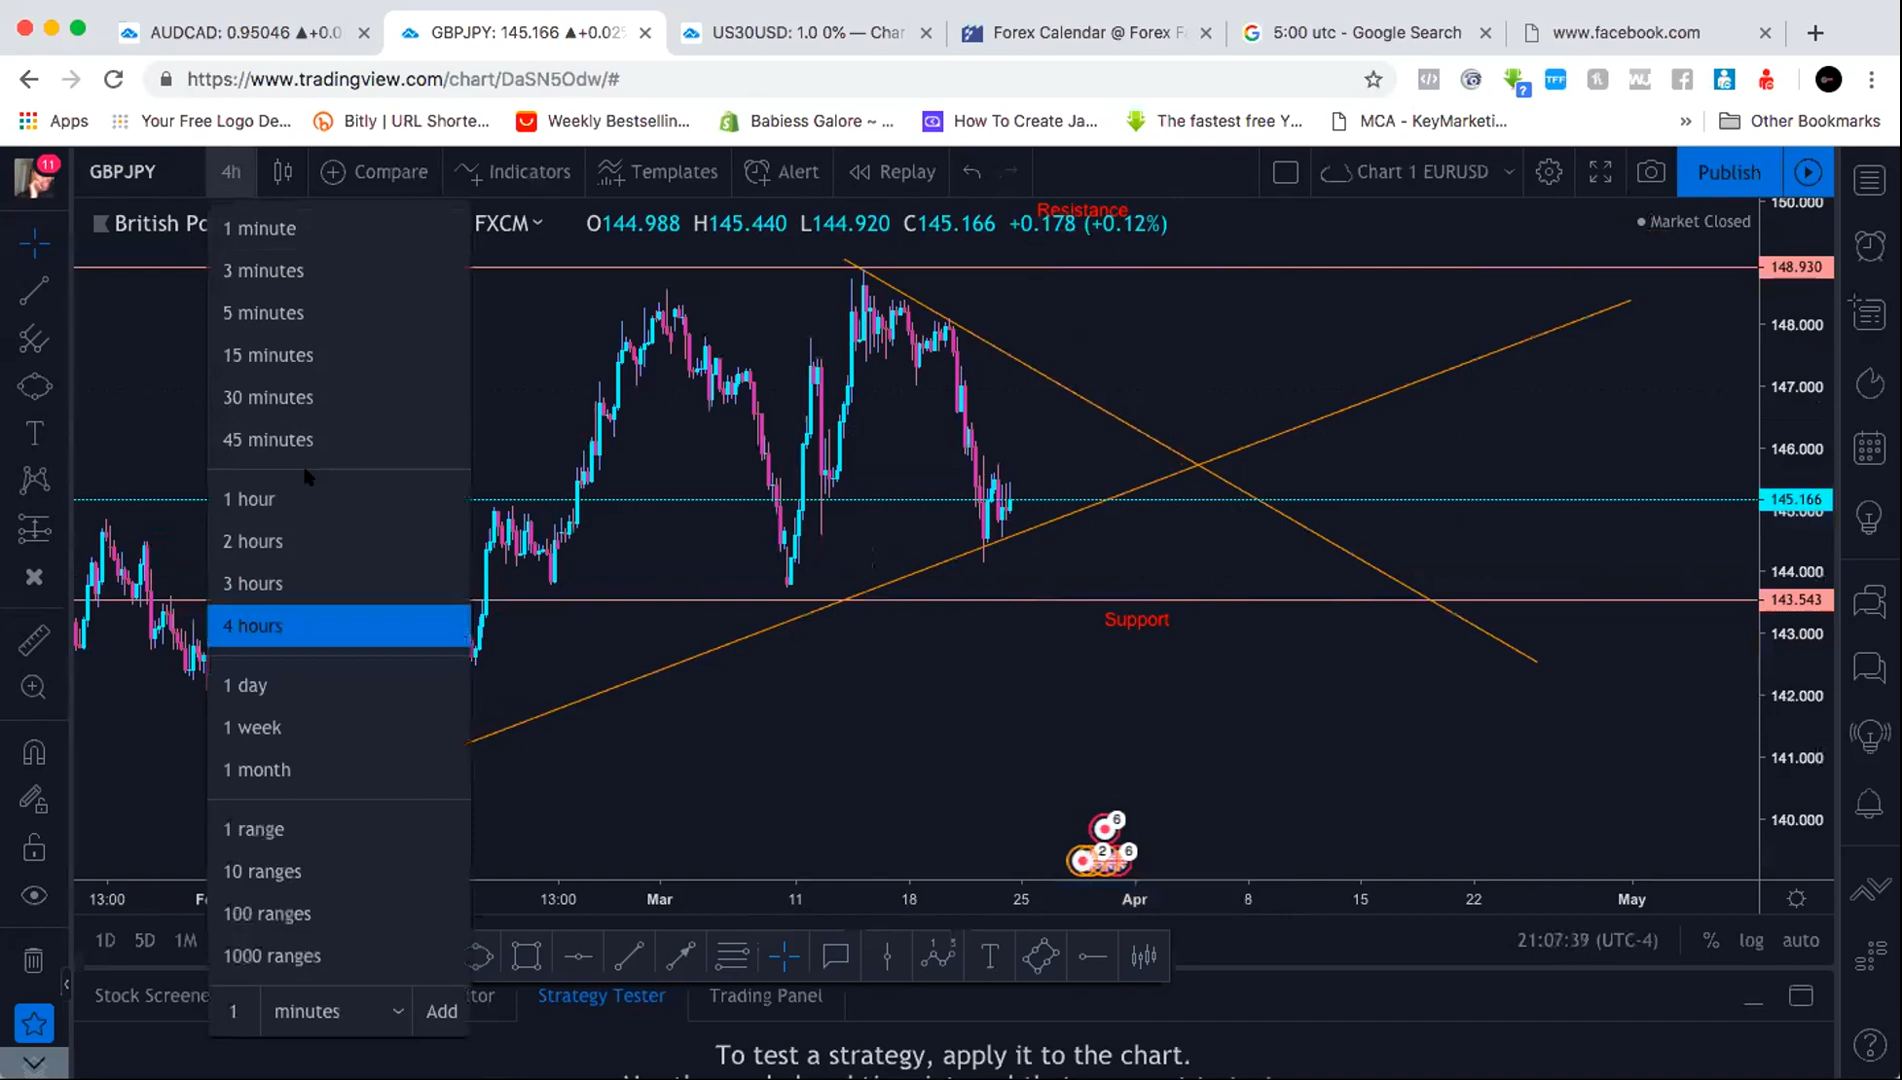 AUDCAD: 0.95046 ▲+0.0
GBPJPY: 145.166 ▲+0.02%
US30USD: 1.0 0% — Char
Forex Calendar @ Forex F
5:00 utc - Google Search
www.facebook.com
https://www.tradingview.com/chart/DaSN5Odw/#
Apps
Your Free Logo De...
Bitly | URL Shorte...
Weekly Bestsellin...
Babiess Galore ~ ...
How To Create Ja...
The fastest free Y...
MCA - KeyMarketi...
»
Other Bookmarks
11
GBPJPY
4h
Compare
Indicators
Templates
Alert
Replay
Chart 1 EURUSD
Publish
British Po
FXCM
O144.988 H145.440 L144.920 C145.166 +0.178 (+0.12%)
Resistance
Market Closed
1 minute
3 minutes
5 minutes
15 minutes
30 minutes
45 minutes
1 hour
2 hours
3 hours
4 hours
1 day
1 week
1 month
1 range
10 ranges
100 ranges
1000 ranges
1
minutes
Add
Support
150.000
148.930
148.000
147.000
146.000
145.166
145.000
144.000
143.543
143.000
142.000
141.000
140.000
6
2
6
13:00
13:00
Mar
11
18
25
Apr
8
15
22
May
1D
5D
1M
21:07:39 (UTC-4)
%
log
auto
Stock Screene
tor
Strategy Tester
Trading Panel
To test a strategy, apply it to the chart.